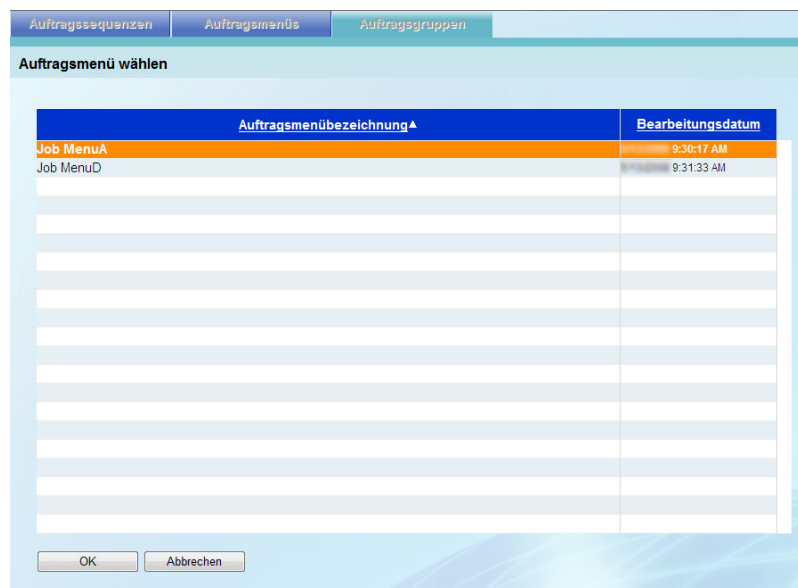 Auftragssequenzen Auftragsmenüs Auftragsgruppen
Auftragsmenü wählen
Auftragsmenübezeichnung▲ Bearbeitungsdatum
Job MenuA 9:30:17 AM
Job MenuD 9:31:33 AM
OK Abbrechen